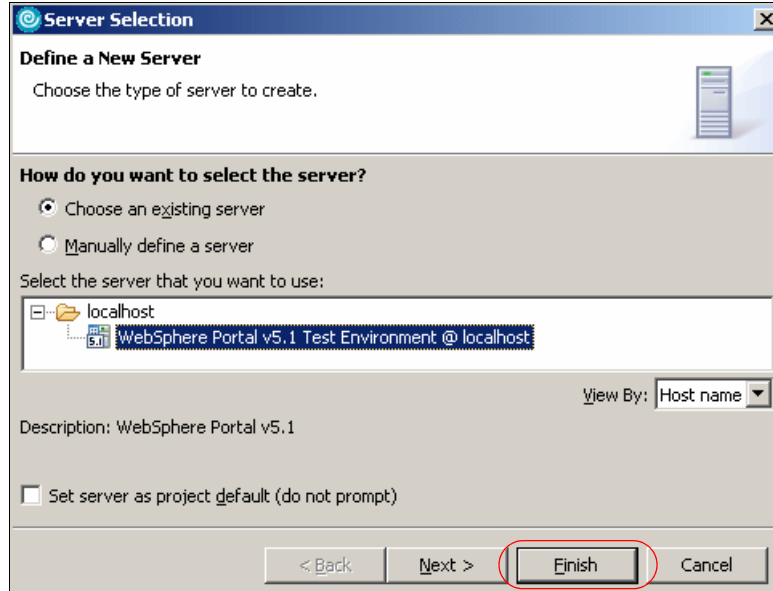 Server Selection
Define a New Server
Choose the type of server to create.
How do you want to select the server?
Choose an existing server
Manually define a server
Select the server that you want to use:
localhost
5.1 WebSphere Portal v5.1 Test Environment @ localhost
View By: Host name
Description: WebSphere Portal v5.1
Set server as project default (do not prompt)
< Back Next > Finish Cancel